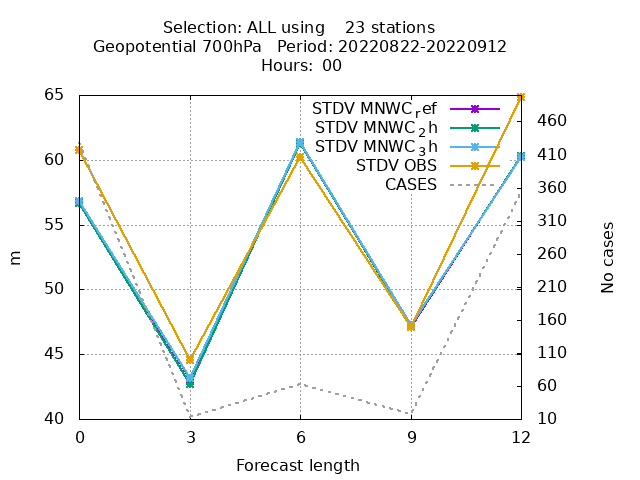 Selection: ALL using    23 stations
Geopotential 700hPa   Period: 20220822-20220912
Hours: 00
STDV MNWC_ref
STDV MNWC_2h
STDV MNWC_3h
STDV OBS
CASES
65
60
55
50
45
40
m
460
410
360
310
260
210
160
110
60
10
No cases
0 3 6 9 12
Forecast length